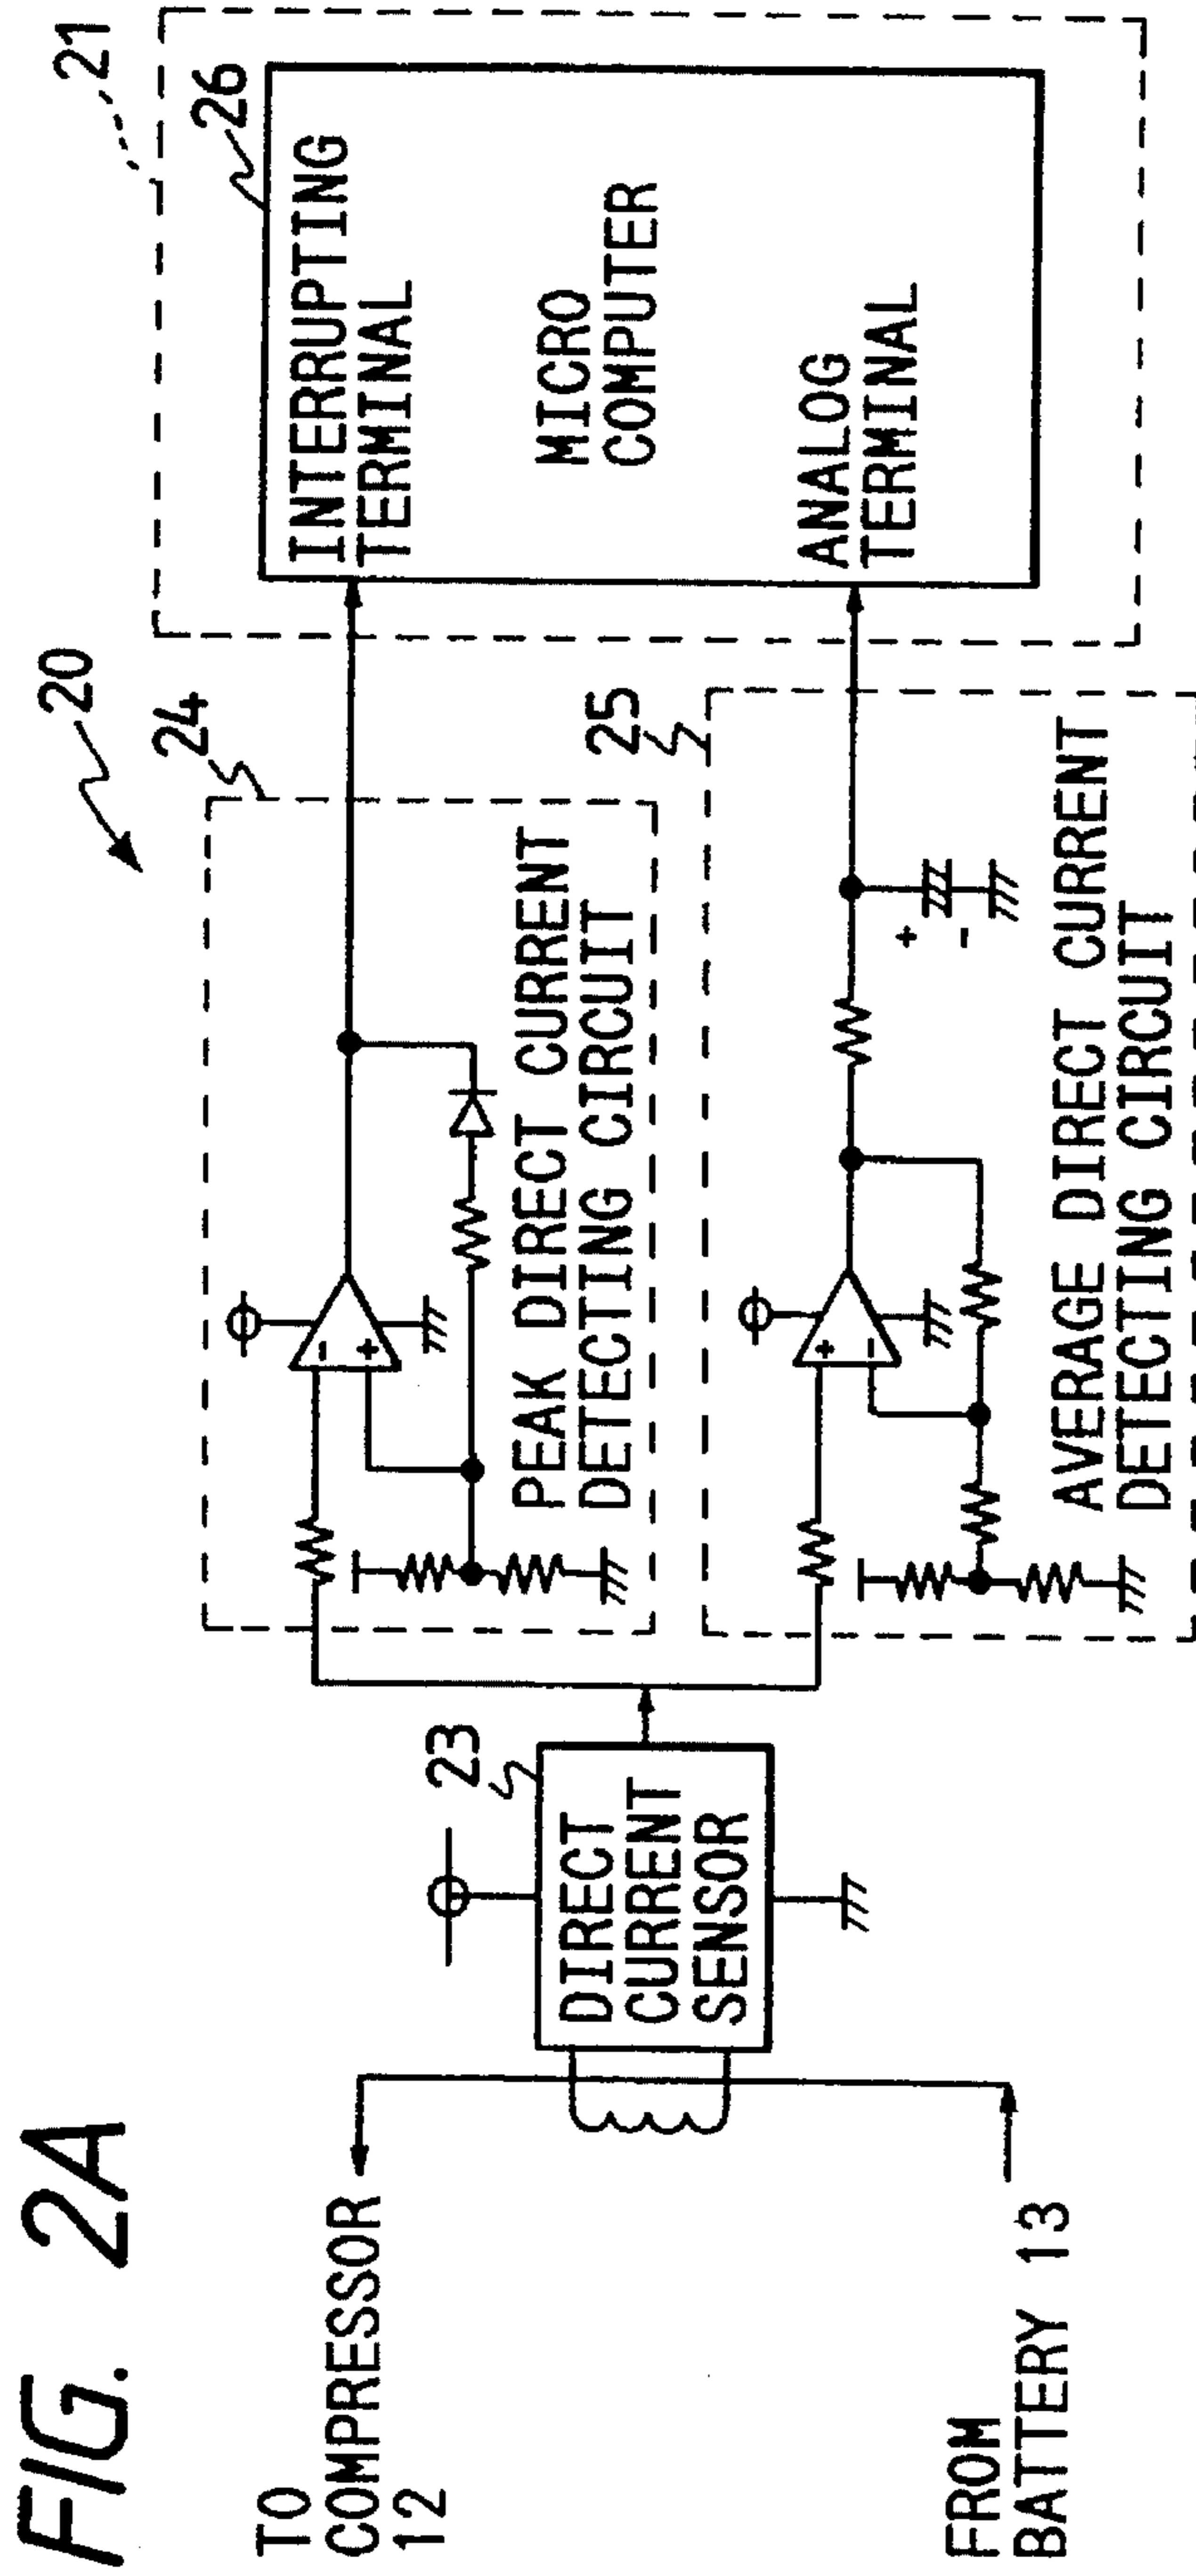 FIG. 2A
20
21
26
INTERRUPTING
TERMINAL
MICRO
COMPUTER
ANALOG
TERMINAL
24
-
+
PEAK DIRECT CURRENT
DETECTING CIRCUIT
25
+
-
+
-
AVERAGE DIRECT CURRENT
DETECTING CIRCUIT
23
DIRECT
CURRENT
SENSOR
TO
COMPRESSOR
12
FROM
BATTERY 13